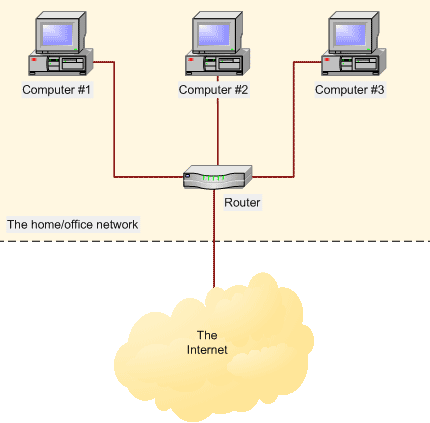 Computer #1
Computer #2
Computer #3
Router
The home/office network
The
Internet